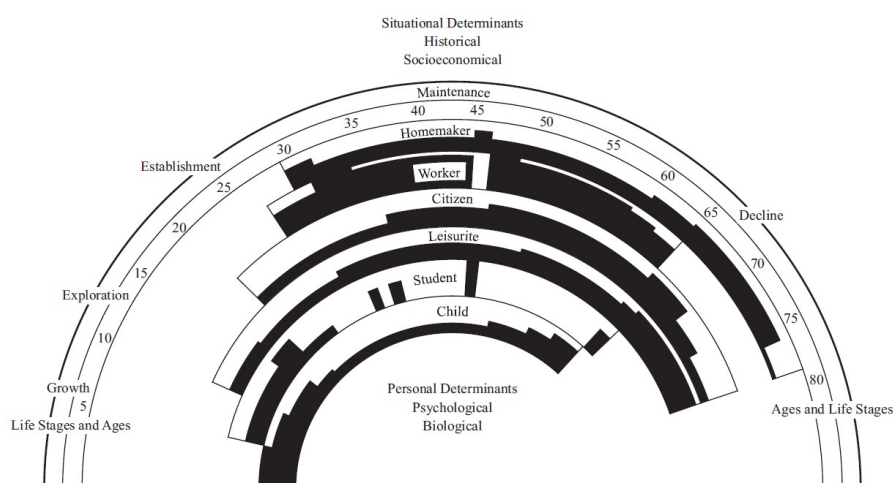 Situational Determinants
Historical
Socioeconomical
Maintenance
40
45
35
50
Homemaker
30
55
Establishment
Worker
25
60
Citizen
65
Decline
20
Leisurite
70
15
Student
Exploration
Child
75
10
80
Growth
Personal Determinants
5
Psychological
Ages and Life Stages
Life Stages and Ages
Biological